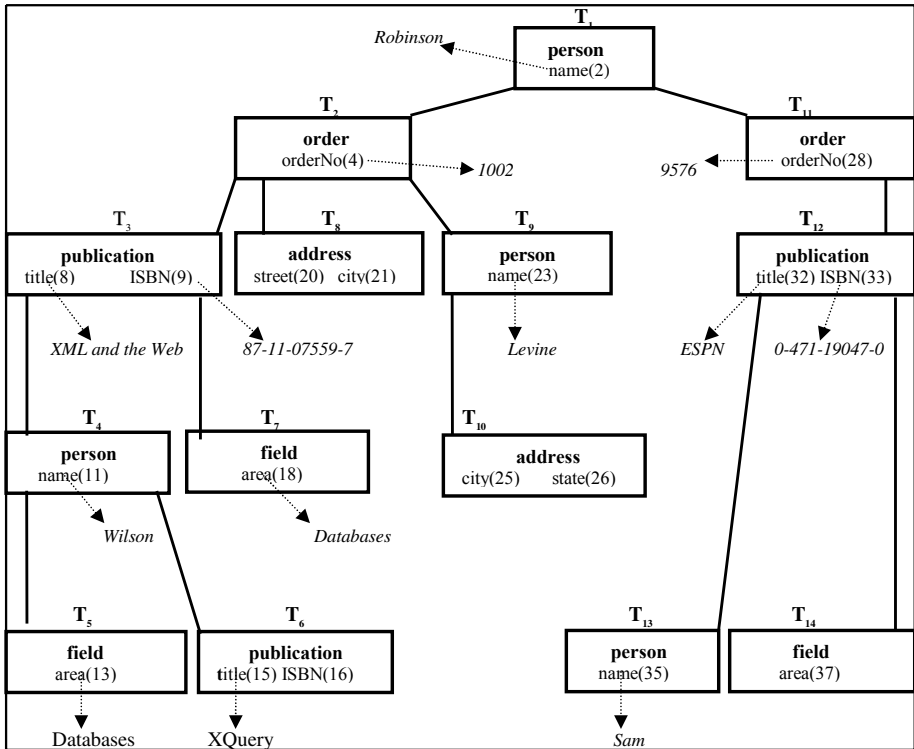 T1
Robinson
person
name(2)
T2
T11
order
orderNo(4)
1002
order
orderNo(28)
9576
T3
T8
T9
T12
publication
title(8) ISBN(9)
address
street(20) city(21)
person
name(23)
publication
title(32) ISBN(33)
XML and the Web
87-11-07559-7
Levine
ESPN
0-471-19047-0
T4
T7
T10
person
name(11)
field
area(18)
address
city(25) state(26)
Wilson
Databases
T5
T6
T13
T14
field
area(13)
publication
title(15) ISBN(16)
person
name(35)
field
area(37)
Databases
XQuery
Sam